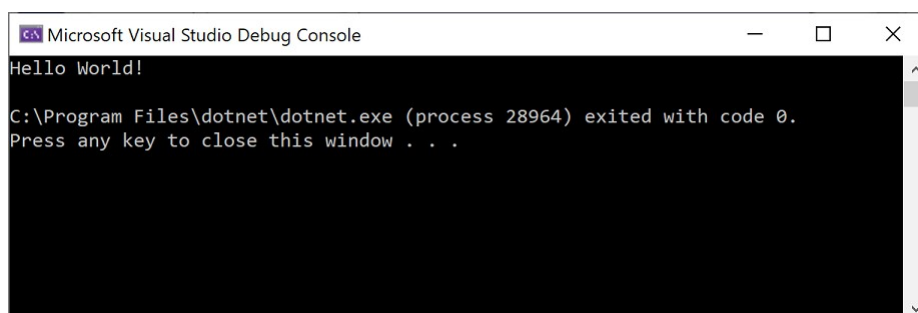 Microsoft Visual Studio Debug Console
Hello World!
C:\Program Files\dotnet\dotnet.exe (process 28964) exited with code 0.
Press any key to close this window . . .